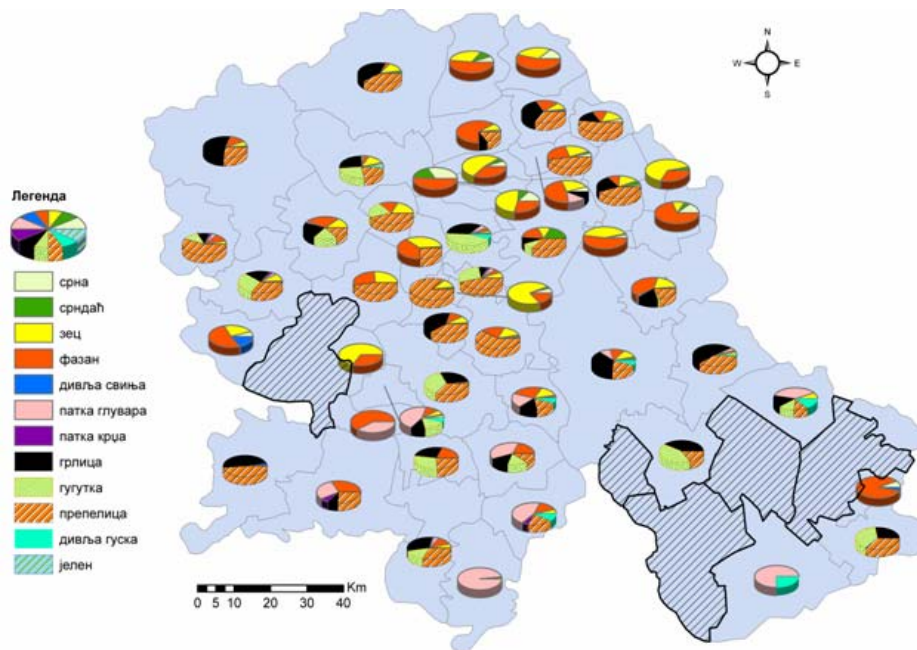 N
W E
S
Легенда
срна
срндаћ
зец
фазан
дивља свиња
патка глувара
патка крџа
грлица
гугутка
препелица
дивља гуска
јелен
Km
0 5 10 20 30 40